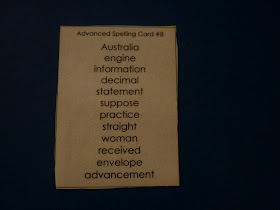 Advanced Spelling Card #8
Australia
engine
information
decimal
statement
suppose
practice
straight
woman
received
envelope
advancement